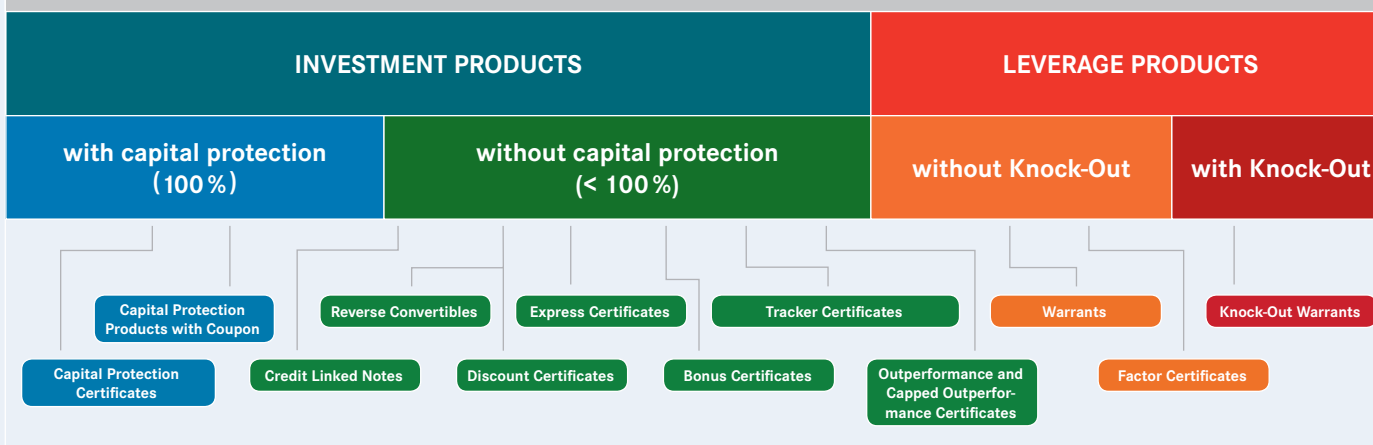 INVESTMENT PRODUCTS
LEVERAGE PRODUCTS
with capital protection
(100 %)
without capital protection
(< 100 %)
without Knock-Out
with Knock-Out
Capital Protection
Products with Coupon
Reverse Convertibles
Express Certificates
Tracker Certificates
Warrants
Knock-Out Warrants
Capital Protection
Certificates
Credit Linked Notes
Discount Certificates
Bonus Certificates
Outperformance and
Capped Outperfor-
mance Certificates
Factor Certificates